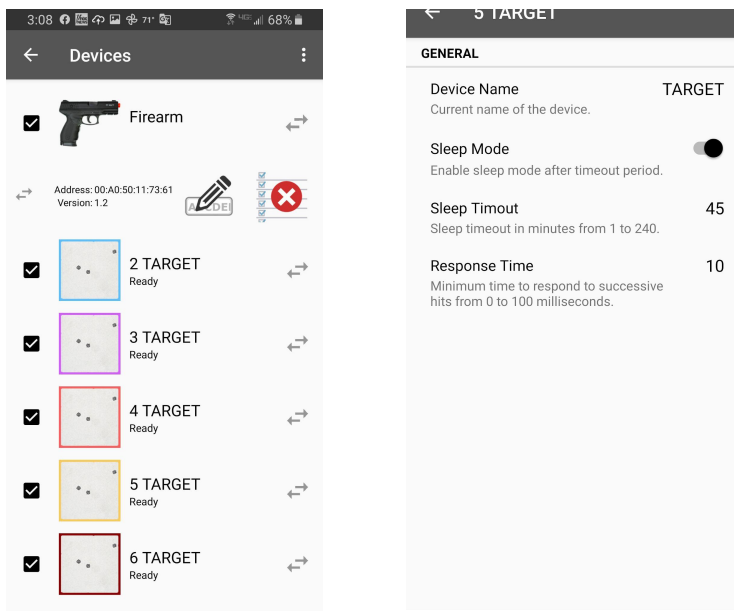 3:08 71° 4G 68%
Devices
Firearm
Address: 00:A0:50:11:73:61
Version: 1.2
2 TARGET
Ready
3 TARGET
Ready
4 TARGET
Ready
5 TARGET
Ready
6 TARGET
Ready
5 TARGET
GENERAL
Device Name TARGET
Current name of the device.
Sleep Mode
Enable sleep mode after timeout period.
Sleep Timout 45
Sleep timeout in minutes from 1 to 240.
Response Time 10
Minimum time to respond to successive
hits from 0 to 100 milliseconds.